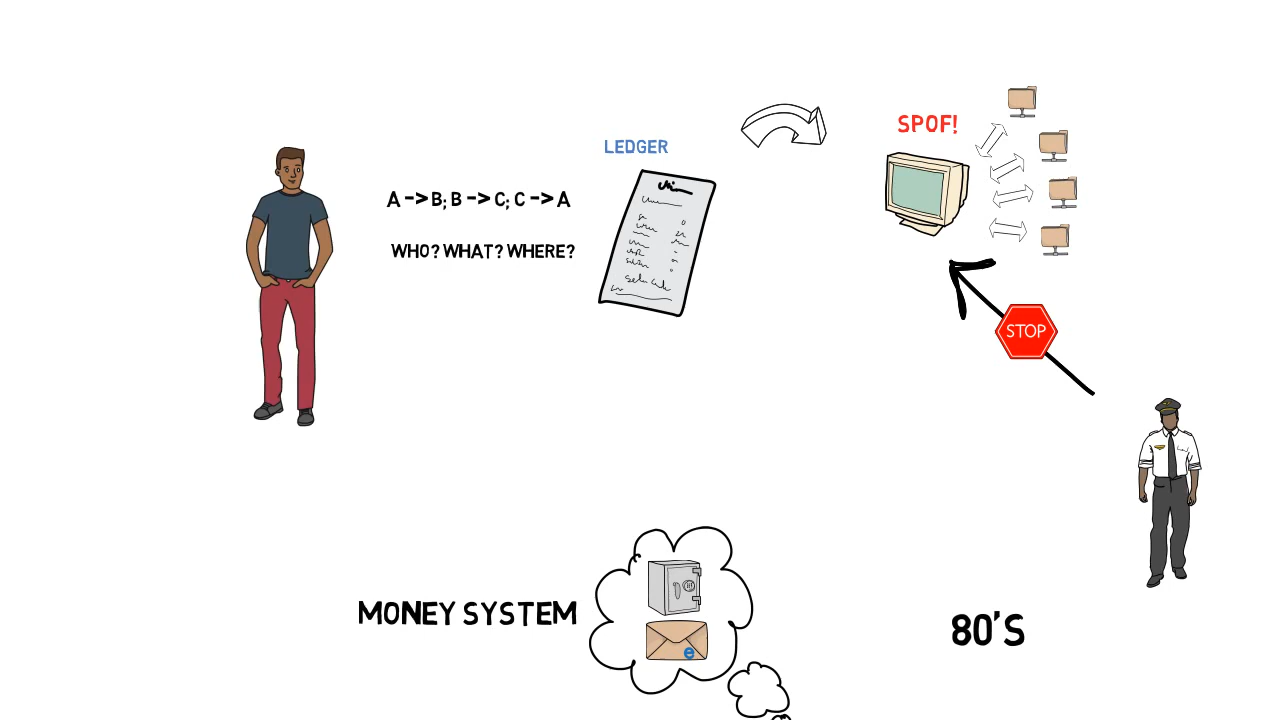 SPOF!
LEDGER
A -> B; B -> C; C -> A
WHO? WHAT? WHERE?
STOP
MONEY SYSTEM
e
80'S